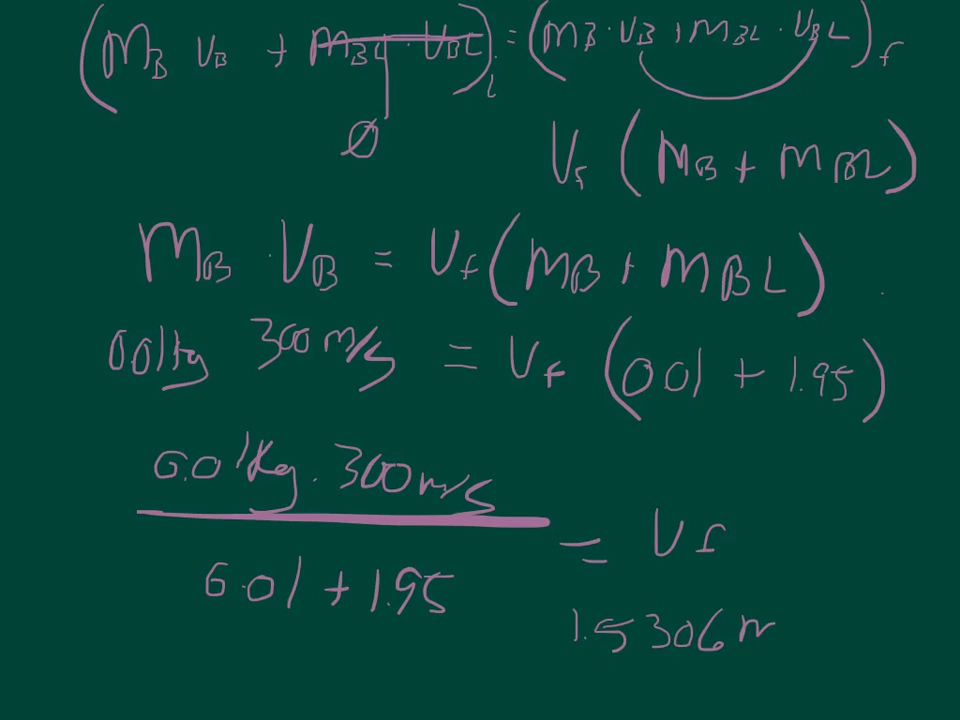 (MB VB + MBL · VBL)i = (MB · VB + MBL · VBL)f
Ø
Vf (MB + MBL)
MB · VB = Vf (MB + MBL)
0.01kg 300 m/s = Vf (0.01 + 1.95)
0.01kg · 300 m/s
= Vf
0.01 + 1.95
1.5306 m